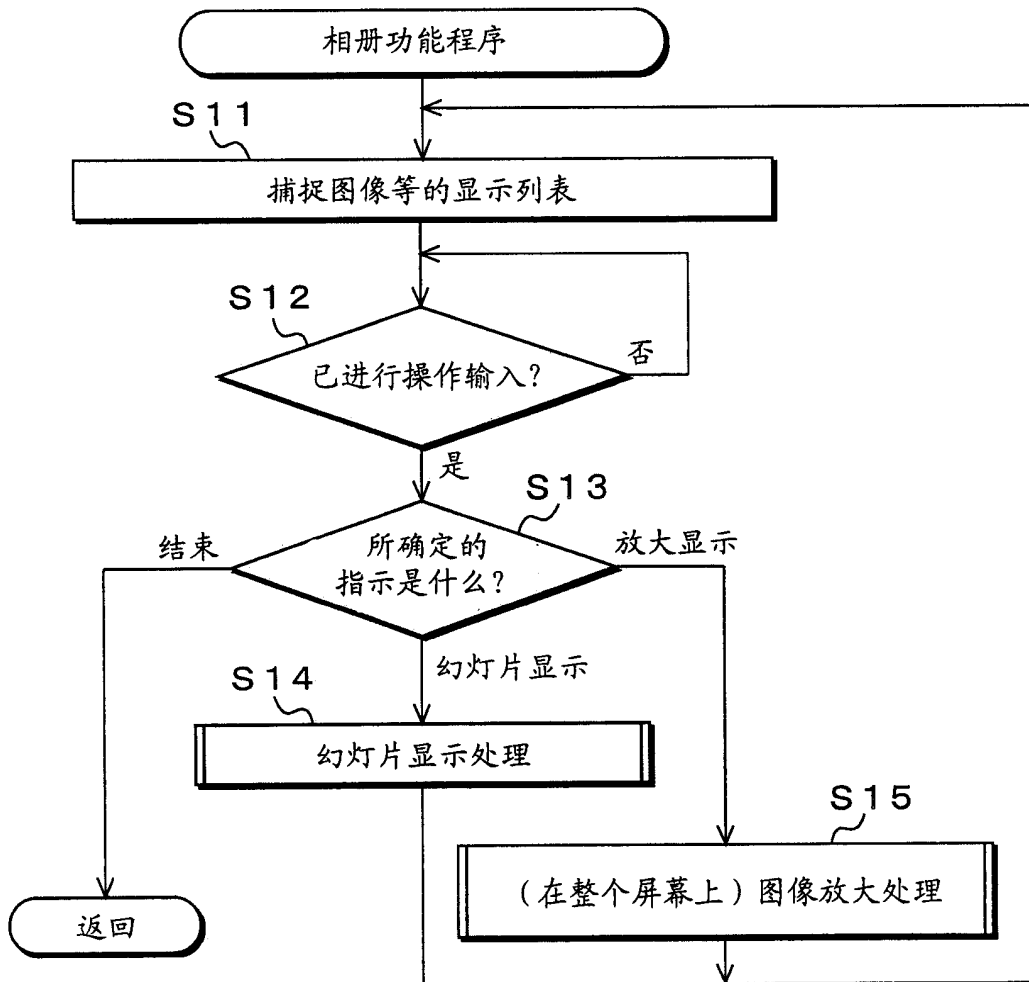 相册功能程序
S11
捕捉图像等的显示列表
S12
已进行操作输入?
否
是
S13
所确定的
指示是什么?
结束
放大显示
幻灯片显示
S14
幻灯片显示处理
S15
(在整个屏幕上)图像放大处理
返回